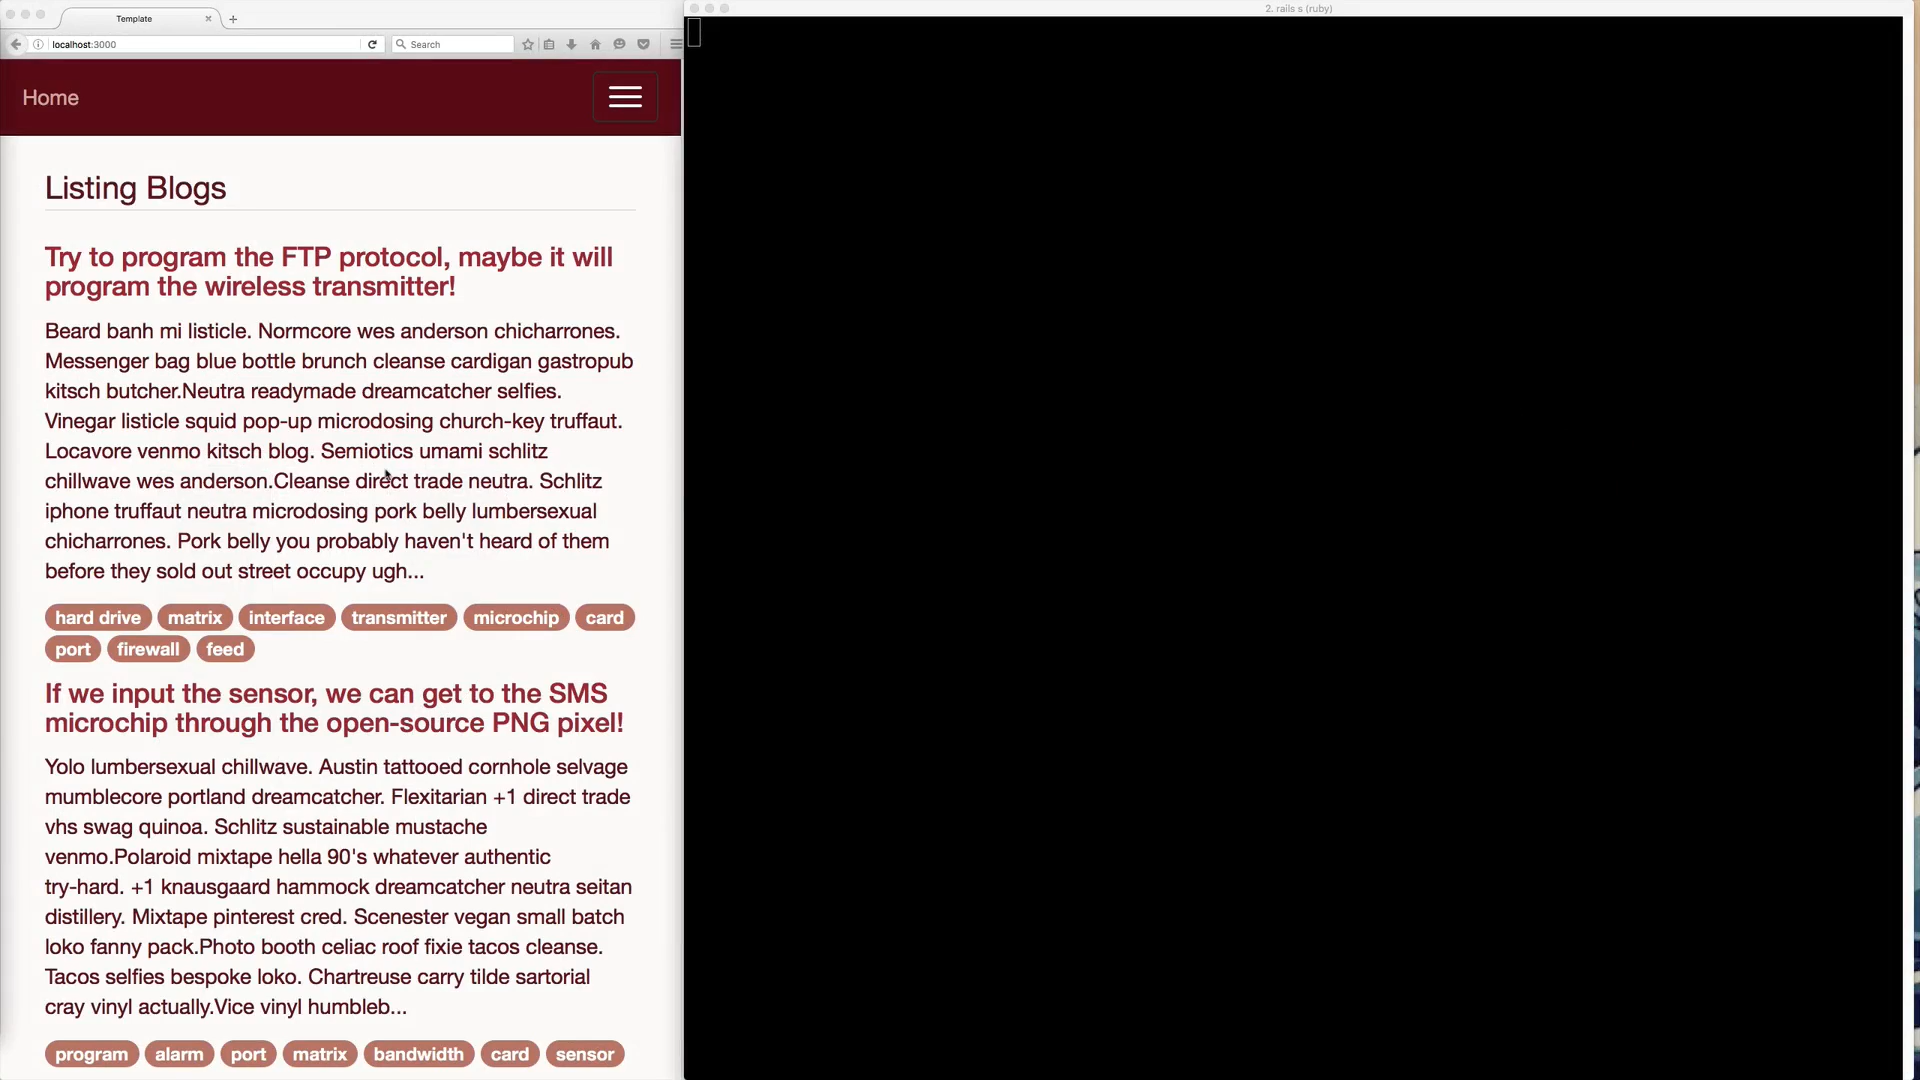 Template
2. rails s (ruby)
localhost:3000
Search
Home
Listing Blogs
Try to program the FTP protocol, maybe it will
program the wireless transmitter!
Beard banh mi listicle. Normcore wes anderson chicharrones.
Messenger bag blue bottle brunch cleanse cardigan gastropub
kitsch butcher.Neutra readymade dreamcatcher selfies.
Vinegar listicle squid pop-up microdosing church-key truffaut.
Locavore venmo kitsch blog. Semiotics umami schlitz
chillwave wes anderson.Cleanse direct trade neutra. Schlitz
iphone truffaut neutra microdosing pork belly lumbersexual
chicharrones. Pork belly you probably haven't heard of them
before they sold out street occupy ugh...
hard drive matrix interface transmitter microchip card
port firewall feed
If we input the sensor, we can get to the SMS
microchip through the open-source PNG pixel!
Yolo lumbersexual chillwave. Austin tattooed cornhole selvage
mumblecore portland dreamcatcher. Flexitarian +1 direct trade
vhs swag quinoa. Schlitz sustainable mustache
venmo.Polaroid mixtape hella 90's whatever authentic
try-hard. +1 knausgaard hammock dreamcatcher neutra seitan
distillery. Mixtape pinterest cred. Scenester vegan small batch
loko fanny pack.Photo booth celiac roof fixie tacos cleanse.
Tacos selfies bespoke loko. Chartreuse carry tilde sartorial
cray vinyl actually.Vice vinyl humbleb...
program alarm port matrix bandwidth card sensor